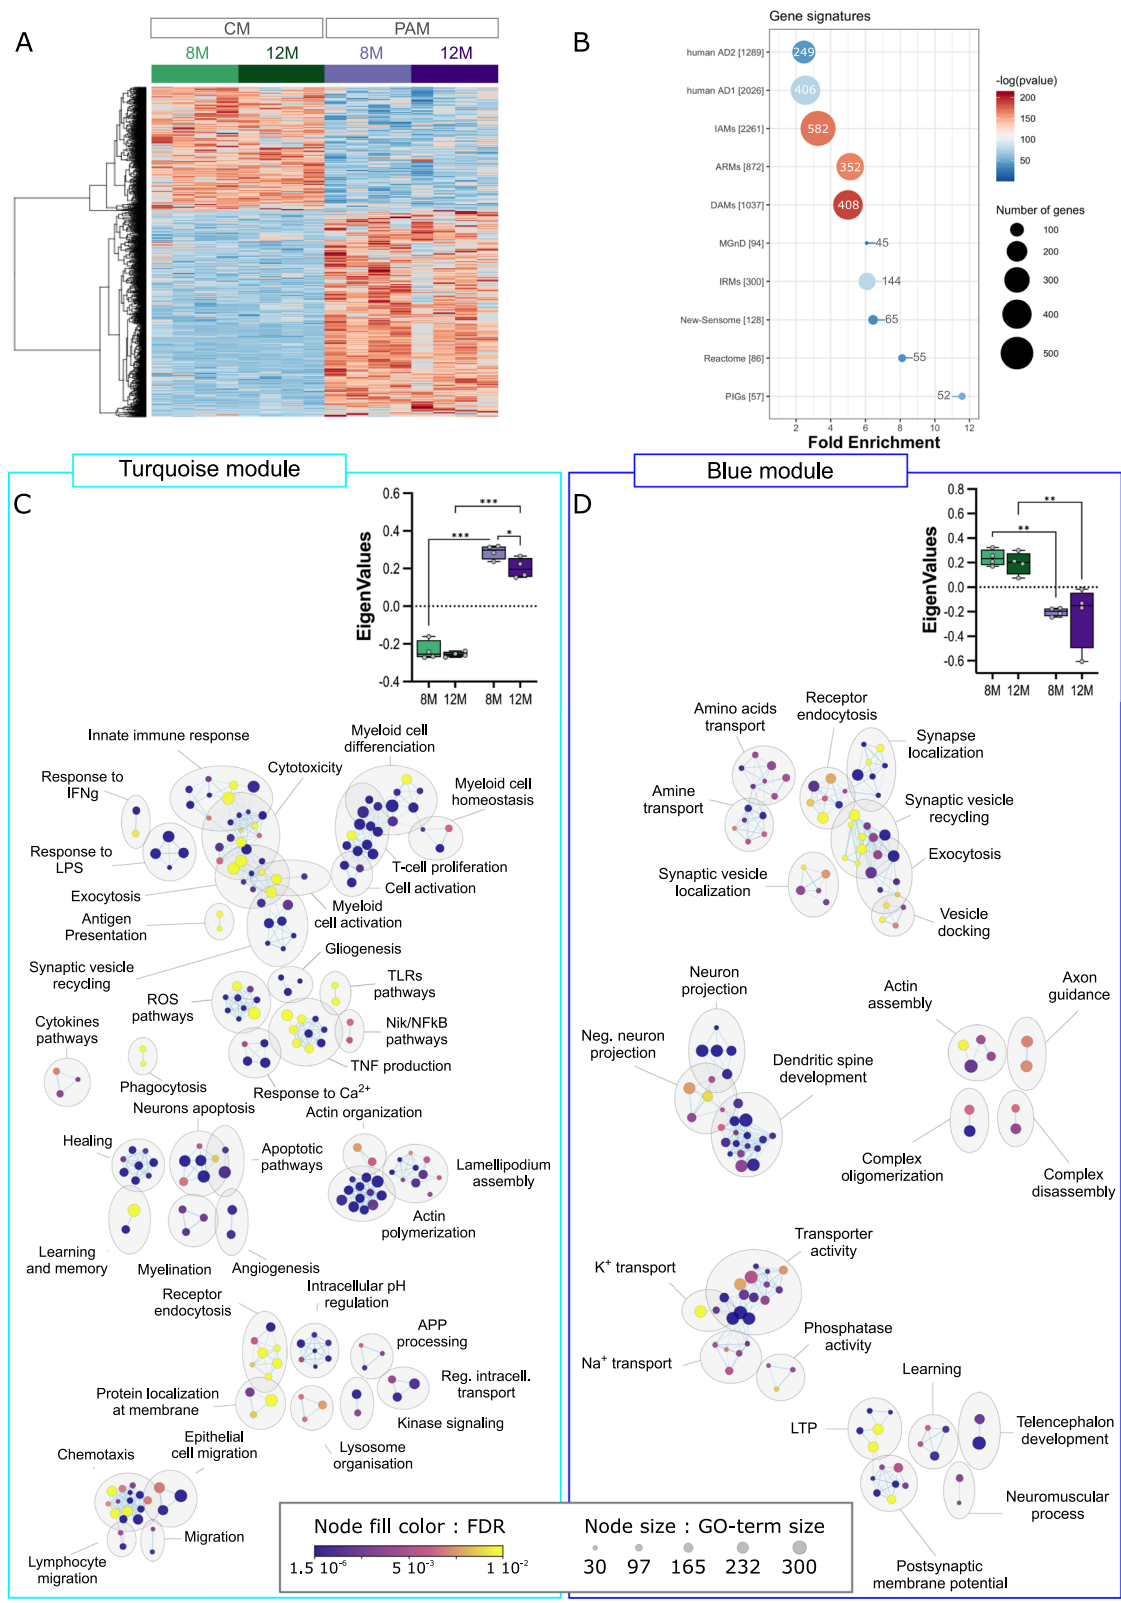 A
CM
PAM
8M
12M
8M
12M
B
Gene signatures
human AD2 [1289]
human AD1 [2026]
IAMs [2261]
ARMs [872]
DAMs [1037]
MGnD [94]
IRMs [300]
New-Sensome [128]
Reactome [86]
PIGs [57]
249
406
582
352
408
45
144
65
55
52
2 4 6 8 10 12
Fold Enrichment
-log(pvalue)
200
150
100
50
Number of genes
100
200
300
400
500
Turquoise module
C
EigenValues
0.6
0.4
0.2
0.0
-0.2
-0.4
***
***
*
8M 12M 8M 12M
Innate immune response
Myeloid cell
differenciation
Cytotoxicity
Response to
IFNg
Myeloid cell
homeostasis
Response to
LPS
T-cell proliferation
Cell activation
Exocytosis
Myeloid
cell activation
Antigen
Presentation
Gliogenesis
Synaptic vesicle
recycling
TLRs
pathways
ROS
pathways
Cytokines
pathways
Nik/NFkB
pathways
TNF production
Phagocytosis
Response to Ca2+
Neurons apoptosis
Actin organization
Healing
Apoptotic
pathways
Lamellipodium
assembly
Actin
polymerization
Learning
and memory
Myelination
Angiogenesis
Receptor
endocytosis
Intracellular pH
regulation
APP
processing
Reg. intracell.
transport
Protein localization
at membrane
Kinase signaling
Epithelial
cell migration
Lysosome
organisation
Chemotaxis
Migration
Lymphocyte
migration
Blue module
D
EigenValues
0.8
0.6
0.4
0.2
0.0
-0.2
-0.4
-0.6
**
**
8M 12M 8M 12M
Amino acids
transport
Receptor
endocytosis
Synapse
localization
Amine
transport
Synaptic vesicle
recycling
Exocytosis
Synaptic vesicle
localization
Vesicle
docking
Neuron
projection
Actin
assembly
Axon
guidance
Neg. neuron
projection
Dendritic spine
development
Complex
oligomerization
Complex
disassembly
Transporter
activity
K+ transport
Phosphatase
activity
Na+ transport
Learning
LTP
Telencephalon
development
Neuromuscular
process
Postsynaptic
membrane potential
Node fill color : FDR
1.5 10-6 5 10-3 1 10-2
Node size : GO-term size
30 97 165 232 300